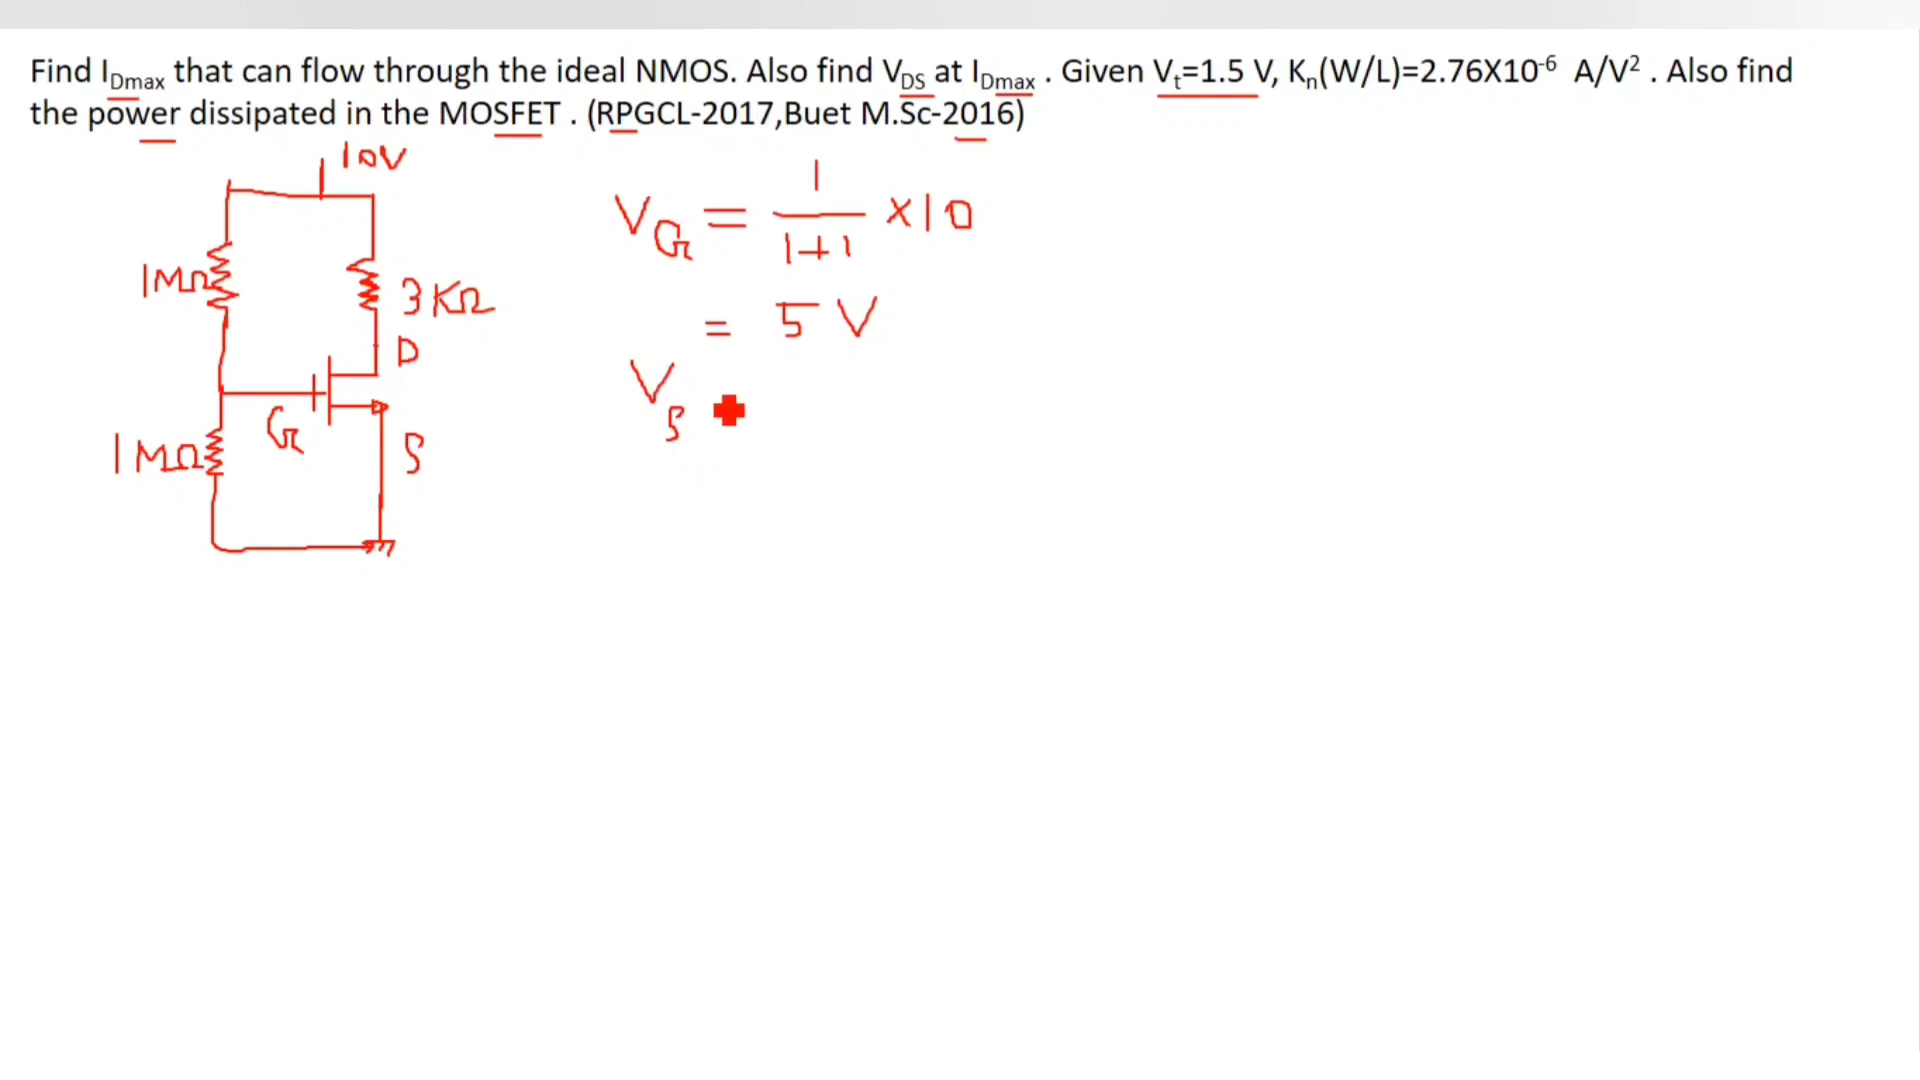 Find I_Dmax that can flow through the ideal NMOS. Also find V_DS at I_Dmax . Given V_t=1.5 V, K_n(W/L)=2.76X10^-6 A/V² . Also find
the power dissipated in the MOSFET . (RPGCL-2017,Buet M.Sc-2016)
10V
1MΩ
3KΩ
D
G
1MΩ
S
V_G = 1/(1+1) ×10
= 5V
V_S